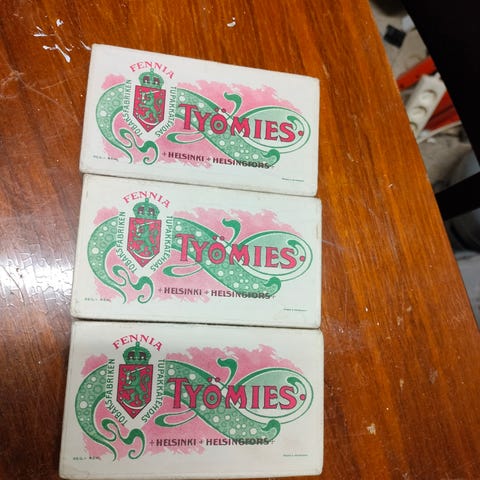 FENNIA
TOBAKSFABRIKEN
TUPAKKATEHDAS
TYÖMIES.
+HELSINKI+HELSINGFORS+
FENNIA
TOBAKSFABRIKEN
TUPAKKATEHDAS
TYÖMIES.
+HELSINKI+HELSINGFORS+
FENNIA
TOBAKSFABRIKEN
TUPAKKATEHDAS
TYÖMIES.
+HELSINKI+HELSINGFORS+